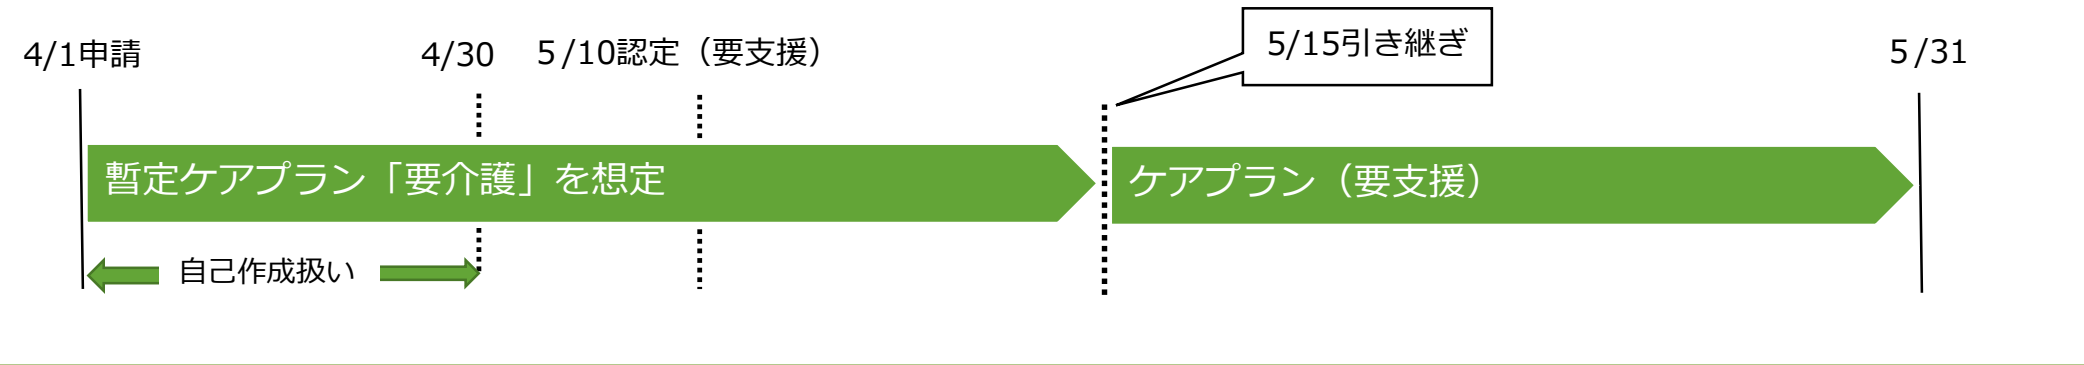 4/1申請
4/30
５/10認定（要支援）
5/15引き継ぎ
５/31
暫定ケアプラン「要介護」を想定
ケアプラン（要支援）
自己作成扱い